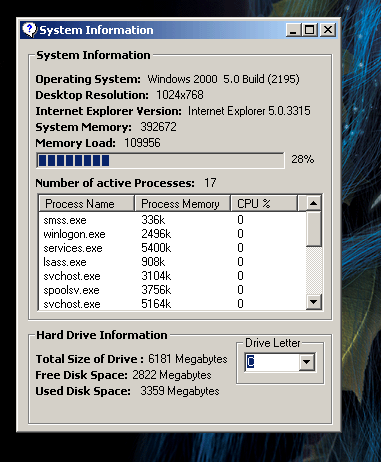 System Information
System Information
Operating System: Windows 2000 5.0 Build (2195)
Desktop Resolution: 1024x768
Internet Explorer Version: Internet Explorer 5.0.3315
System Memory: 392672
Memory Load: 109956
28%
Number of active Processes: 17
Process Name Process Memory CPU %
smss.exe 336k 0
winlogon.exe 2496k 0
services.exe 5400k 0
lsass.exe 908k 0
svchost.exe 3104k 0
spoolsv.exe 3756k 0
svchost.exe 5164k 0
Hard Drive Information
Drive Letter
C
Total Size of Drive : 6181 Megabytes
Free Disk Space: 2822 Megabytes
Used Disk Space: 3359 Megabytes